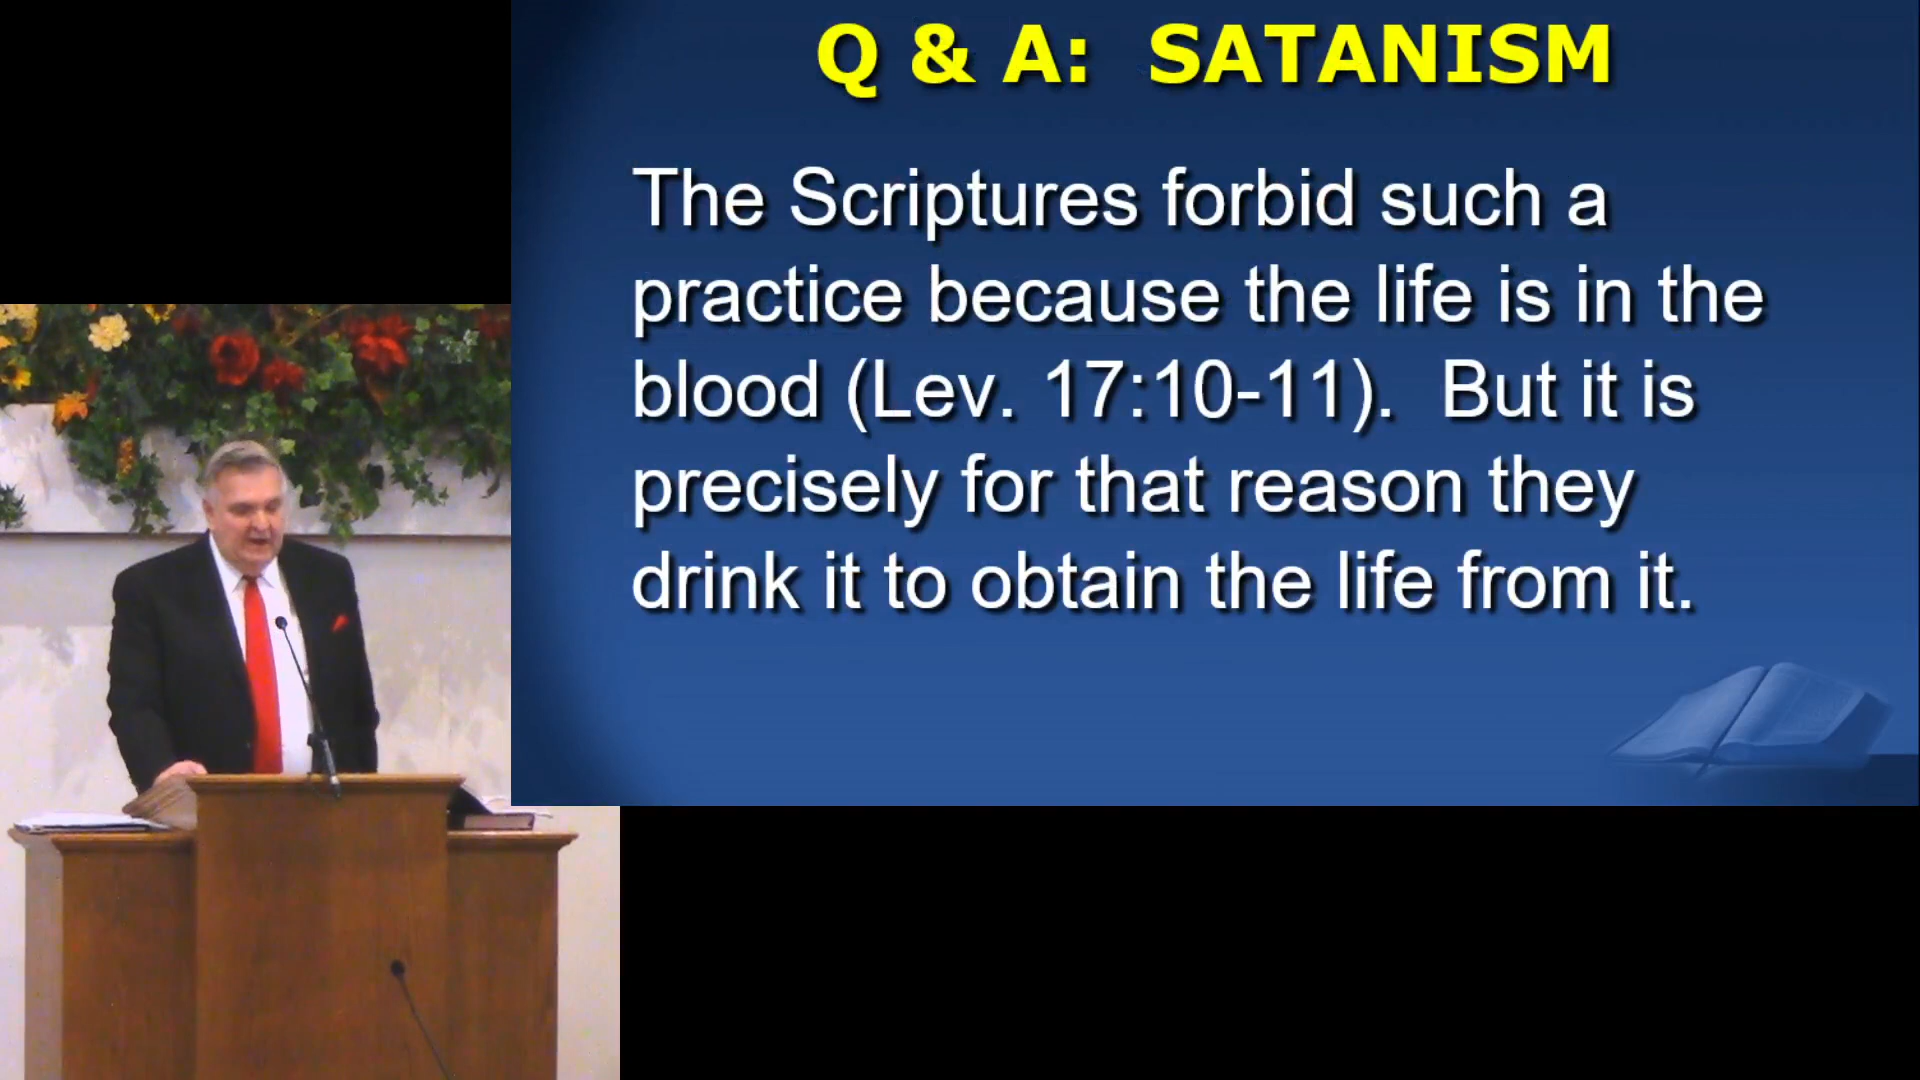 Q & A: SATANISM
The Scriptures forbid such a
practice because the life is in the
blood (Lev. 17:10-11). But it is
precisely for that reason they
drink it to obtain the life from it.